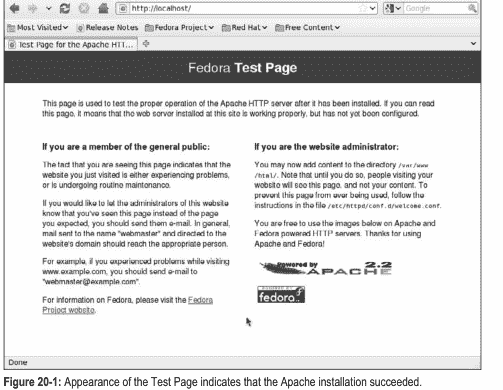 http://localhost/
Google
Most Visited Release Notes Fedora Project Red Hat Free Content
Test Page for the Apache HTT...
Fedora Test Page
This page is used to test the proper operation of the Apache HTTP server after it has been installed. If you can read
this page, it means that the web server installed at this site is working properly, but has not yet been configured.
If you are a member of the general public:
The fact that you are seeing this page indicates that the
website you just visited is either experiencing problems,
or is undergoing routine maintenance.
If you would like to let the administrators of this website
know that you've seen this page instead of the page
you expected, you should send them e-mail. In general,
mail sent to the name "webmaster" and directed to the
website's domain should reach the appropriate person.
For example, if you experienced problems while visiting
www.example.com, you should send e-mail to
"webmaster@example.com".
For information on Fedora, please visit the Fedora
Project website.
If you are the website administrator:
You may now add content to the directory /var/www
/html/. Note that until you do so, people visiting your
website will see this page, and not your content. To
prevent this page from ever being used, follow the
instructions in the file /etc/httpd/conf.d/welcome.conf.
You are free to use the images below on Apache and
Fedora powered HTTP servers. Thanks for using
Apache and Fedora!
Powered by 2.2
APACHE
fedora
Done
Figure 20-1: Appearance of the Test Page indicates that the Apache installation succeeded.